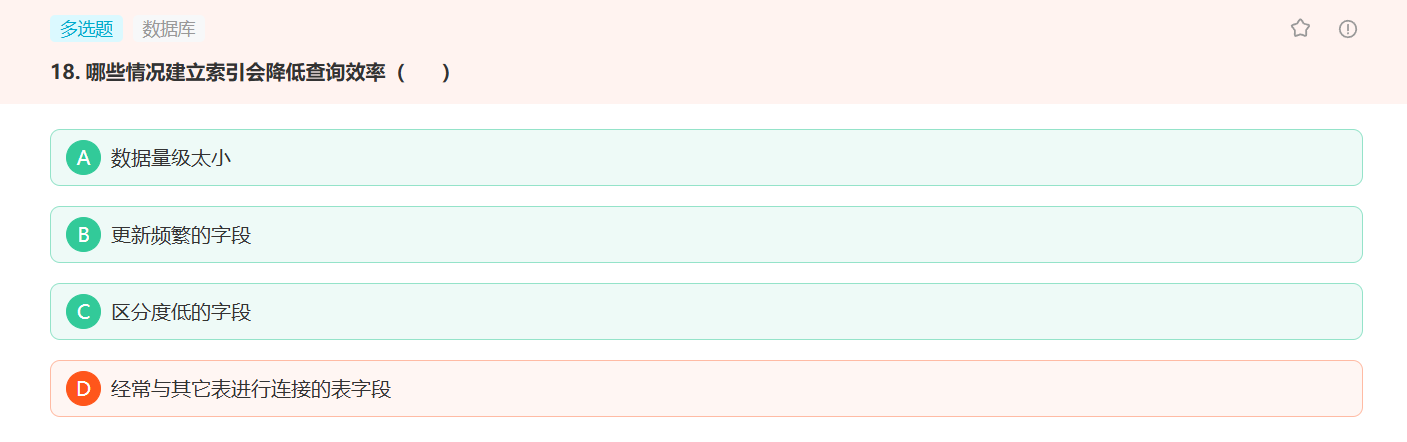 多选题 数据库
18. 哪些情况建立索引会降低查询效率（ ）
A 数据量级太小
B 更新频繁的字段
C 区分度低的字段
D 经常与其它表进行连接的表字段